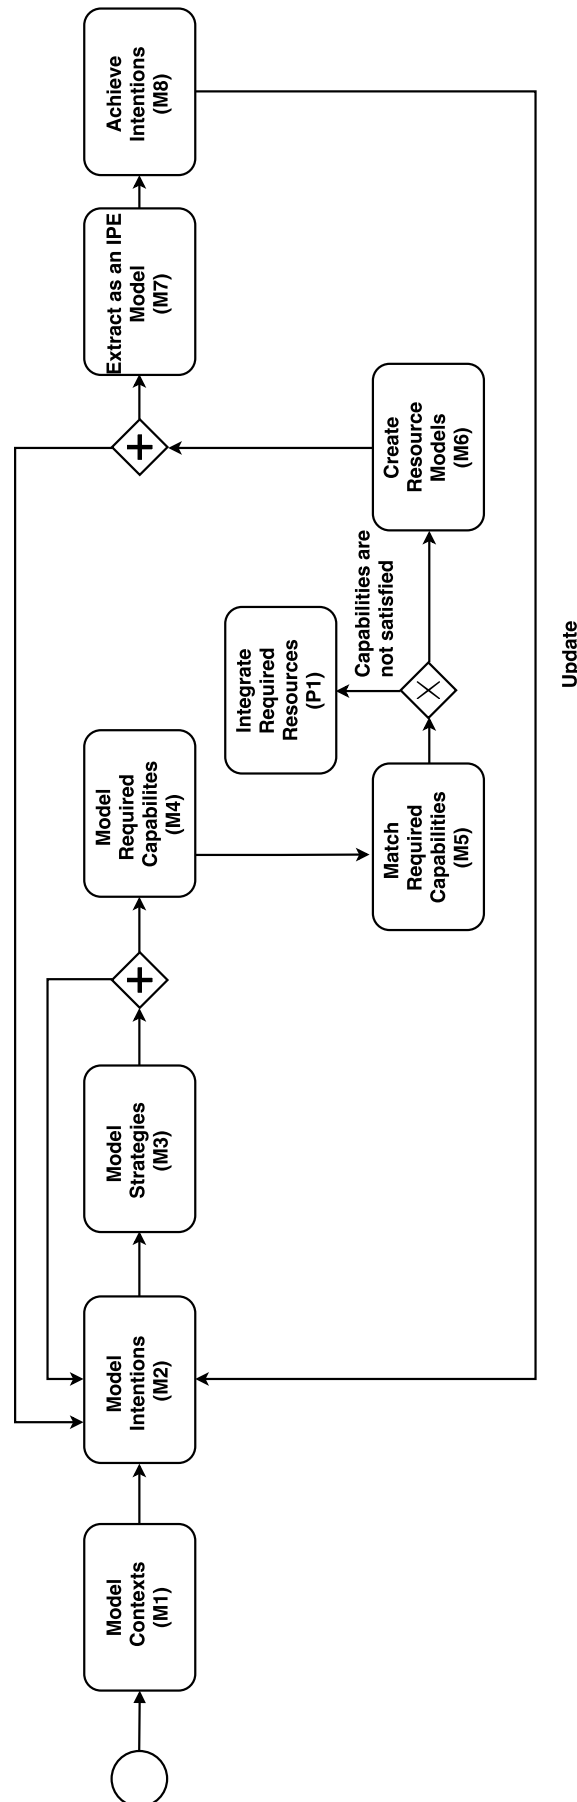 Model
Contexts
(M1)
Model
Intentions
(M2)
Model
Strategies
(M3)
Model
Required
Capabilites
(M4)
Match
Required
Capabilities
(M5)
Integrate
Required
Resources
(P1)
Capabilities are
not satisfied
Create
Resource
Models
(M6)
Extract as an IPE
Model
(M7)
Achieve
Intentions
(M8)
Update